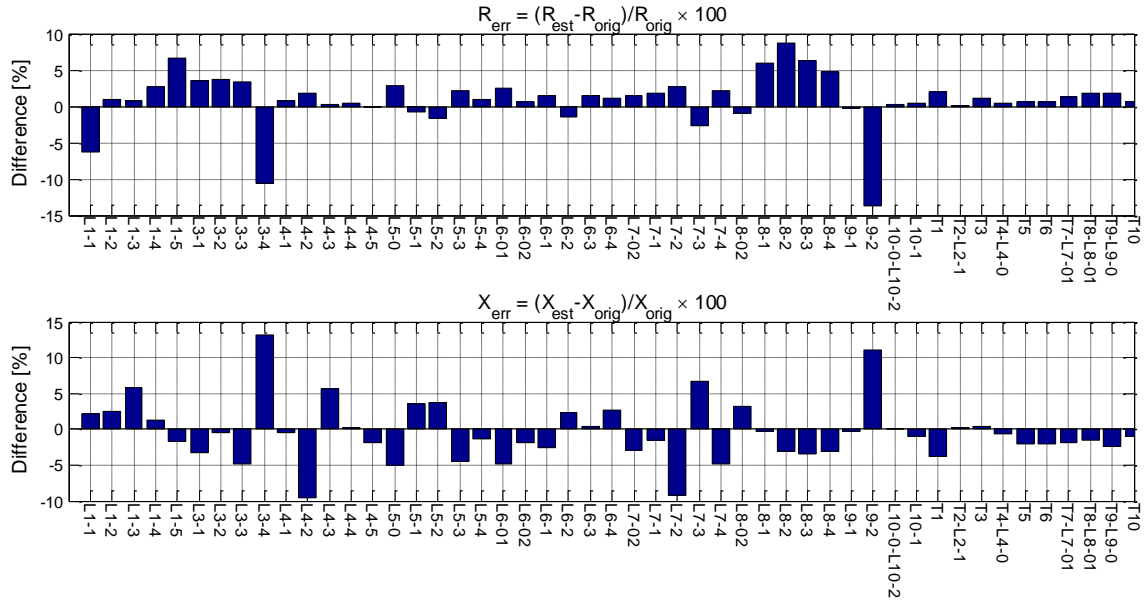 R_err = (R_est-R_orig)/R_orig × 100
Difference [%]
10
5
0
-5
-10
-15
L1-1 L1-2 L1-3 L1-4 L1-5 L3-1 L3-2 L3-3 L3-4 L4-1 L4-2 L4-3 L4-4 L4-5 L5-0 L5-1 L5-2 L5-3 L5-4 L6-01 L6-02 L6-1 L6-2 L6-3 L6-4 L7-02 L7-1 L7-2 L7-3 L7-4 L8-02 L8-1 L8-2 L8-3 L8-4 L9-1 L9-2 L10-0-L10-2 L10-1 T1 T2-L2-1 T3 T4-L4-0 T5 T6 T7-L7-01 T8-L8-01 T9-L9-0 T10
X_err = (X_est-X_orig)/X_orig × 100
Difference [%]
15
10
5
0
-5
-10
L1-1 L1-2 L1-3 L1-4 L1-5 L3-1 L3-2 L3-3 L3-4 L4-1 L4-2 L4-3 L4-4 L4-5 L5-0 L5-1 L5-2 L5-3 L5-4 L6-01 L6-02 L6-1 L6-2 L6-3 L6-4 L7-02 L7-1 L7-2 L7-3 L7-4 L8-02 L8-1 L8-2 L8-3 L8-4 L9-1 L9-2 L10-0-L10-2 L10-1 T1 T2-L2-1 T3 T4-L4-0 T5 T6 T7-L7-01 T8-L8-01 T9-L9-0 T10